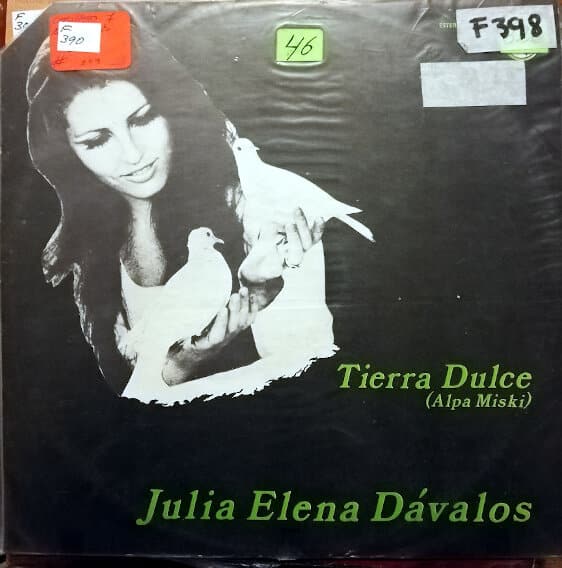 F
390
46
F398
Tierra Dulce
(Alpa Miski)
Julia Elena Dávalos